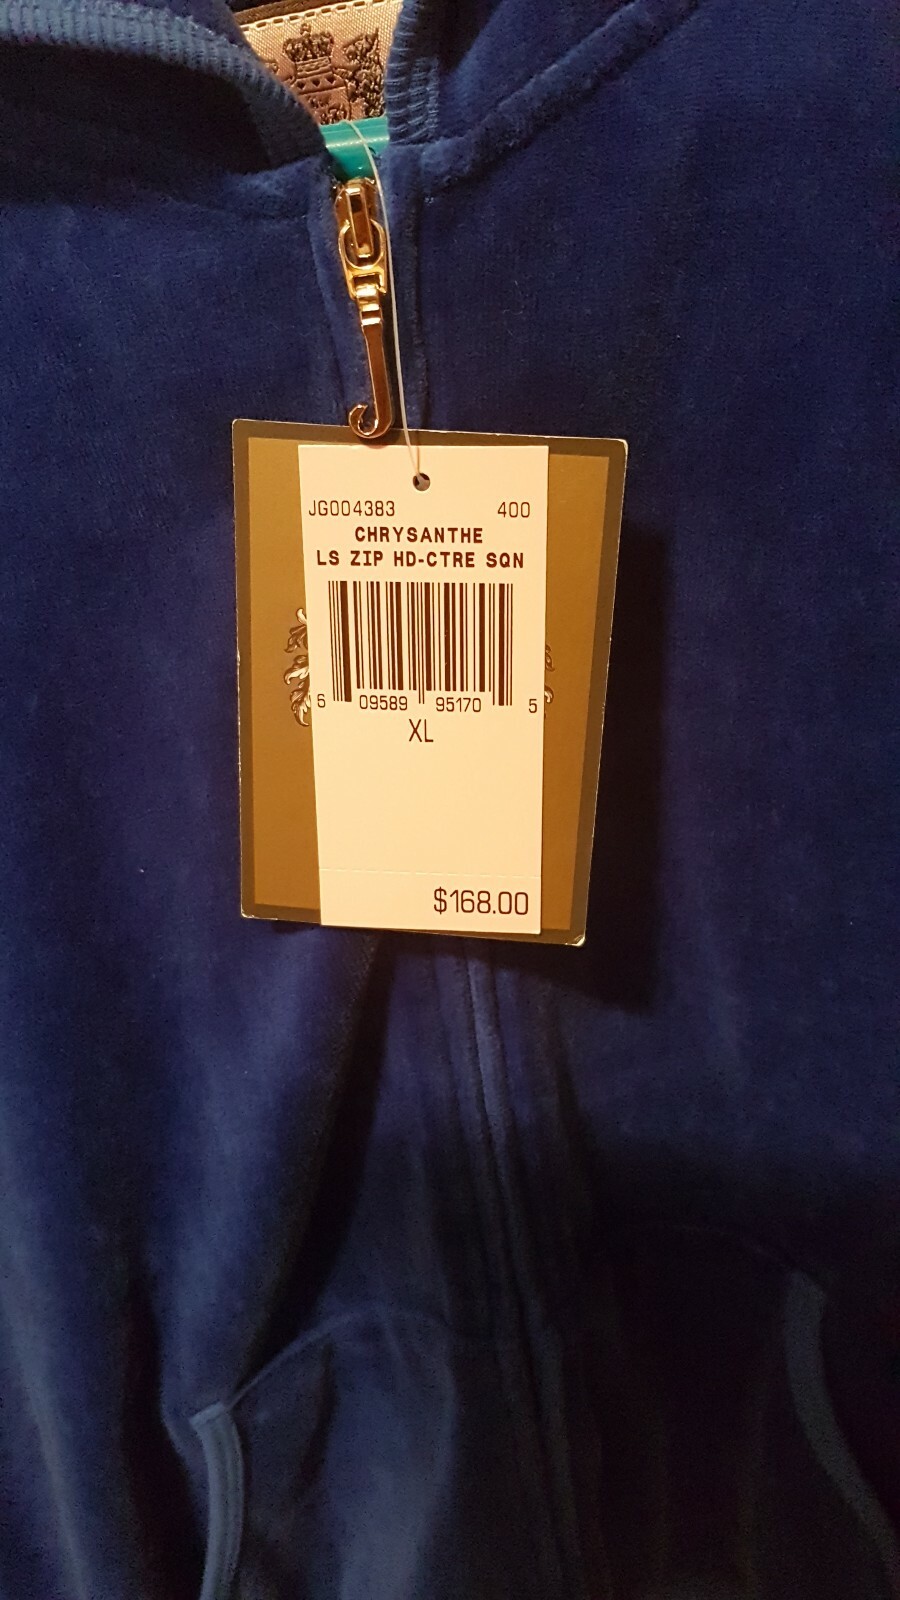 JG004383 400
CHRYSANTHE
LS ZIP HD-CTRE SQN
6 09589 95170 5
XL
$168.00